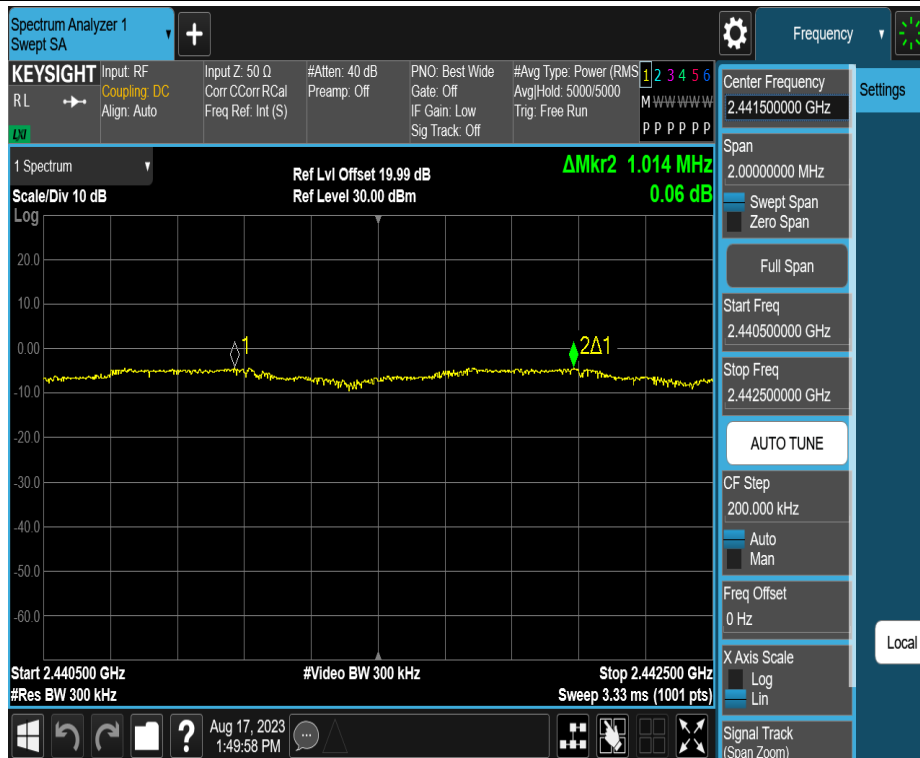 Spectrum Analyzer 1
Swept SA
+
Frequency
KEYSIGHT
RL
LXI
Input: RF
Coupling: DC
Align: Auto
Input Z: 50 Ω
Corr CCorr RCal
Freq Ref: Int (S)
#Atten: 40 dB
Preamp: Off
PNO: Best Wide
Gate: Off
IF Gain: Low
Sig Track: Off
#Avg Type: Power (RMS
Avg|Hold: 5000/5000
Trig: Free Run
1 2 3 4 5 6
M W W W W W
P P P P P P
Center Frequency
2.441500000 GHz
Settings
Span
2.00000000 MHz
Swept Span
Zero Span
Full Span
Start Freq
2.440500000 GHz
Stop Freq
2.442500000 GHz
AUTO TUNE
CF Step
200.000 kHz
Auto
Man
Freq Offset
0 Hz
X Axis Scale
Log
Lin
Local
Signal Track
(Span Zoom)
1 Spectrum
Scale/Div 10 dB
Log
Ref Lvl Offset 19.99 dB
Ref Level 30.00 dBm
ΔMkr2 1.014 MHz
0.06 dB
20.0
10.0
0.00
-10.0
-20.0
-30.0
-40.0
-50.0
-60.0
1
2Δ1
Start 2.440500 GHz
#Res BW 300 kHz
#Video BW 300 kHz
Stop 2.442500 GHz
Sweep 3.33 ms (1001 pts)
?
Aug 17, 2023
1:49:58 PM